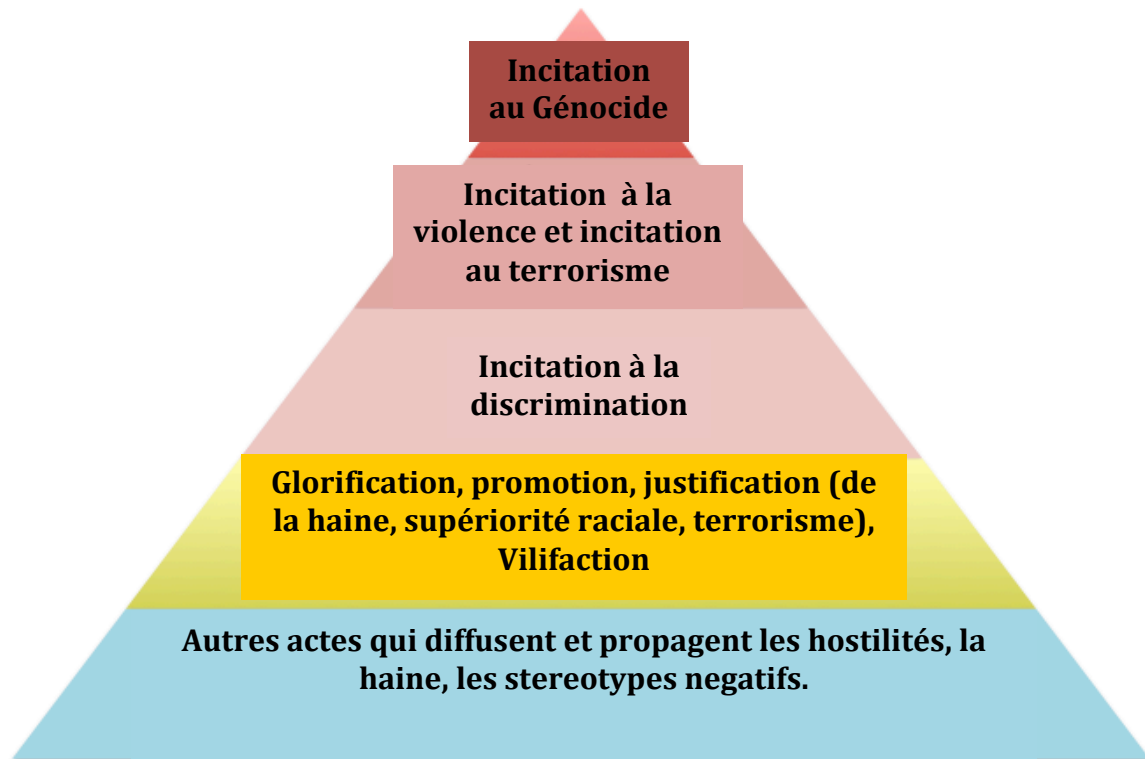 Incitation
au Génocide
Incitation à la
violence et incitation
au terrorisme
Incitation à la
discrimination
Glorification, promotion, justification (de
la haine, supériorité raciale, terrorisme),
Vilifaction
Autres actes qui diffusent et propagent les hostilités, la
haine, les stereotypes negatifs.